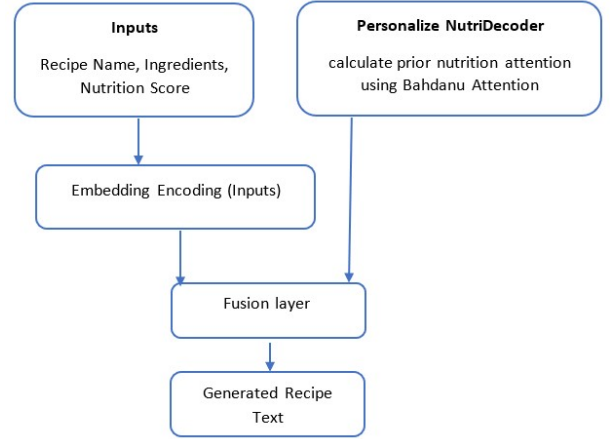 Inputs
Recipe Name, Ingredients,
Nutrition Score
Personalize NutriDecoder
calculate prior nutrition attention
using Bahdanu Attention
Embedding Encoding (Inputs)
Fusion layer
Generated Recipe
Text